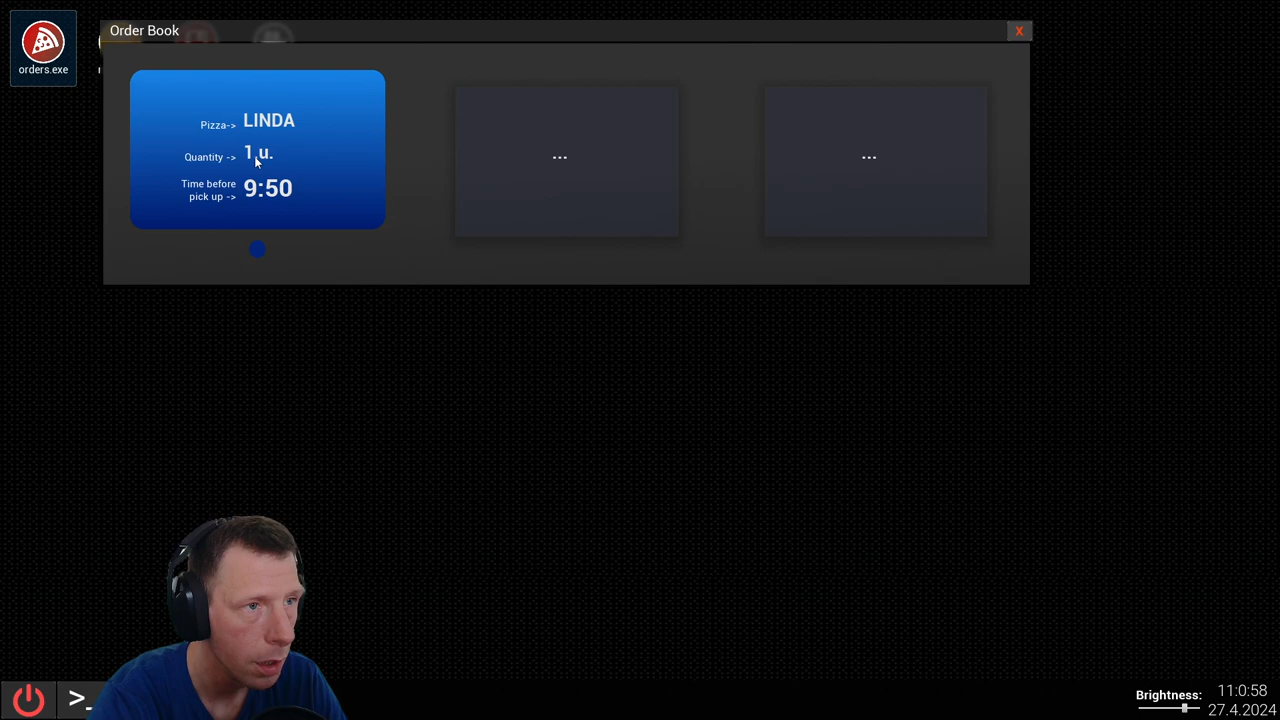 Order Book
X
orders.exe
Pizza-> LINDA
Quantity -> 1 u.
Time before
pick up -> 9:50
...
...
>_
Brightness:
11:0:58
27.4.2024